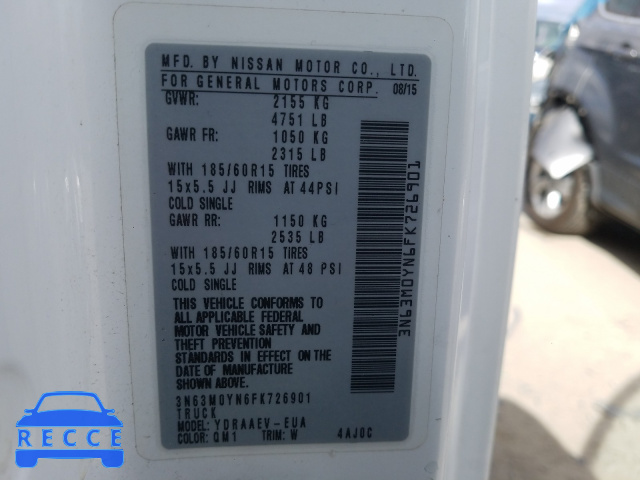 MFD. BY NISSAN MOTOR CO., LTD.
FOR GENERAL MOTORS CORP. 08/15
GVWR: 2155 KG
4751 LB
GAWR FR: 1050 KG
2315 LB
WITH 185/60R15 TIRES
15x5.5 JJ RIMS AT 44PSI
COLD SINGLE
GAWR RR: 1150 KG
2535 LB
WITH 185/60R15 TIRES
15x5.5 JJ RIMS AT 48 PSI
COLD SINGLE
THIS VEHICLE CONFORMS TO
ALL APPLICABLE FEDERAL
MOTOR VEHICLE SAFETY AND
THEFT PREVENTION
STANDARDS IN EFFECT ON THE
DATE OF MANUFACTURE
SHOWN ABOVE.
3N63M0YN6FK726901
TRUCK
MODEL: YDRAAEV-EUA
COLOR: QM1 TRIM: W 4AJ0C
3N63M0YN6FK726901
RECCE